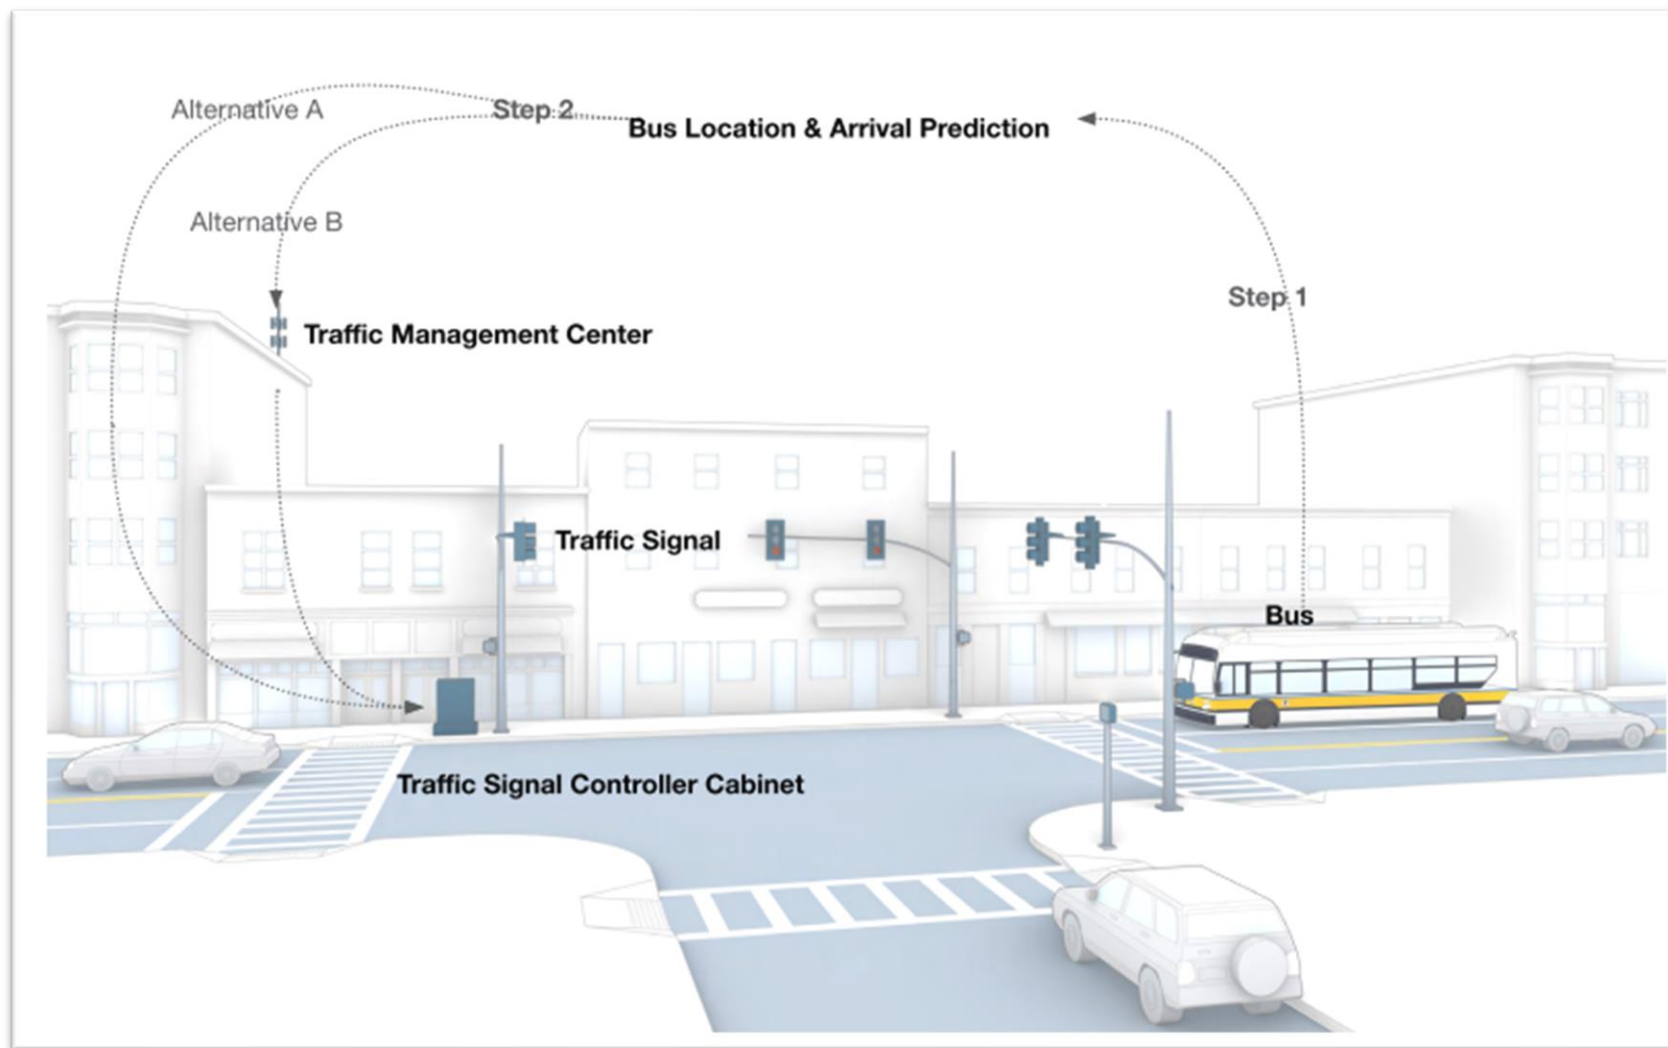 Alternative A
Step 2
Bus Location & Arrival Prediction
Alternative B
Step 1
Traffic Management Center
Traffic Signal
Bus
Traffic Signal Controller Cabinet